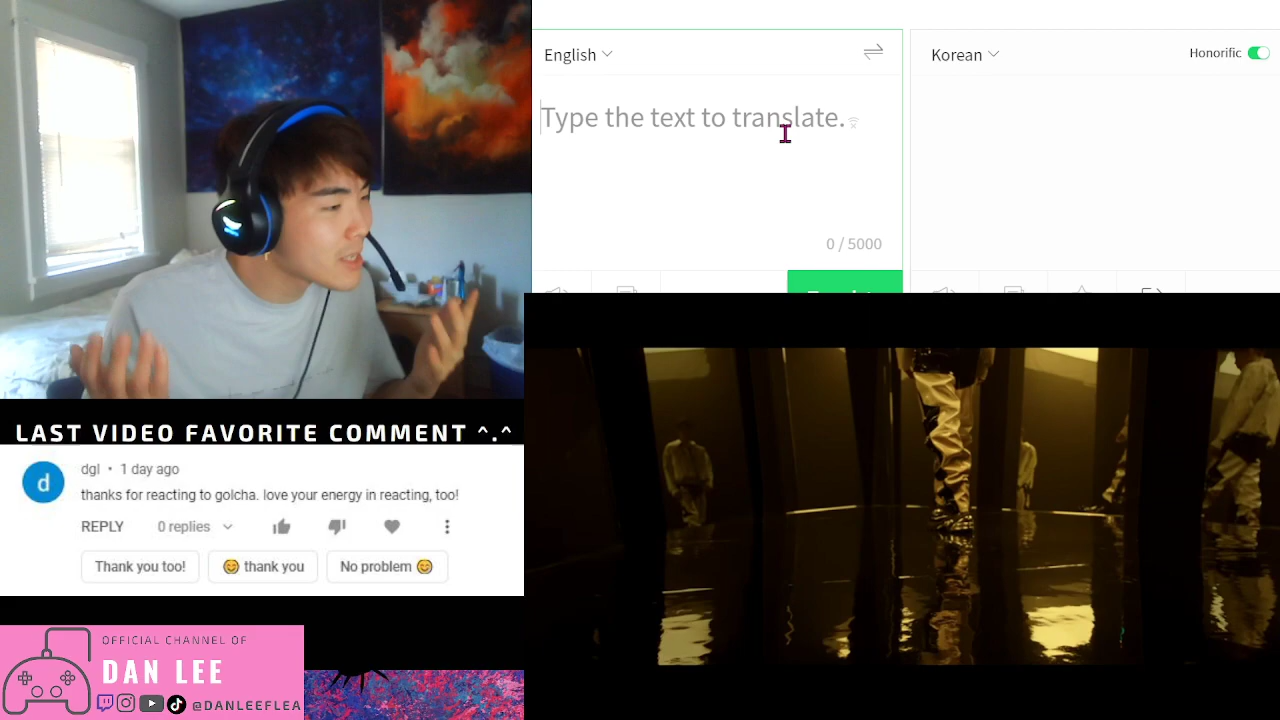 English
Korean
Honorific
Type the text to translate.
0 / 5000
LAST VIDEO FAVORITE COMMENT ^.^
d
dgl • 1 day ago
thanks for reacting to golcha. love your energy in reacting, too!
REPLY 0 replies
Thank you too! 😊 thank you No problem 😊
OFFICIAL CHANNEL OF
DAN LEE
@DANLEEFLEA